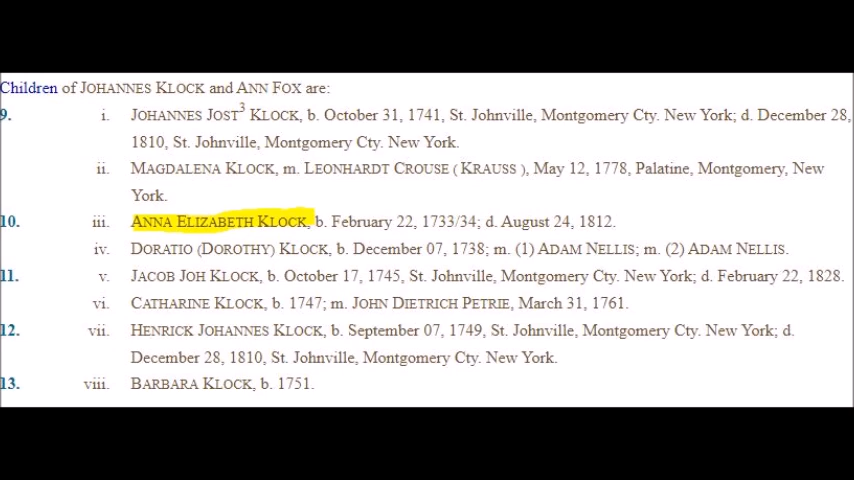 Children of JOHANNES KLOCK and ANN FOX are:
9. i. JOHANNES JOST3 KLOCK, b. October 31, 1741, St. Johnville, Montgomery Cty. New York; d. December 28,
1810, St. Johnville, Montgomery Cty. New York.
ii. MAGDALENA KLOCK, m. LEONHARDT CROUSE ( KRAUSS ), May 12, 1778, Palatine, Montgomery, New
York.
10. iii. ANNA ELIZABETH KLOCK, b. February 22, 1733/34; d. August 24, 1812.
iv. DORATIO (DOROTHY) KLOCK, b. December 07, 1738; m. (1) ADAM NELLIS; m. (2) ADAM NELLIS.
11. v. JACOB JOH KLOCK, b. October 17, 1745, St. Johnville, Montgomery Cty. New York; d. February 22, 1828.
vi. CATHARINE KLOCK, b. 1747; m. JOHN DIETRICH PETRIE, March 31, 1761.
12. vii. HENRICK JOHANNES KLOCK, b. September 07, 1749, St. Johnville, Montgomery Cty. New York; d.
December 28, 1810, St. Johnville, Montgomery Cty. New York.
13. viii. BARBARA KLOCK, b. 1751.